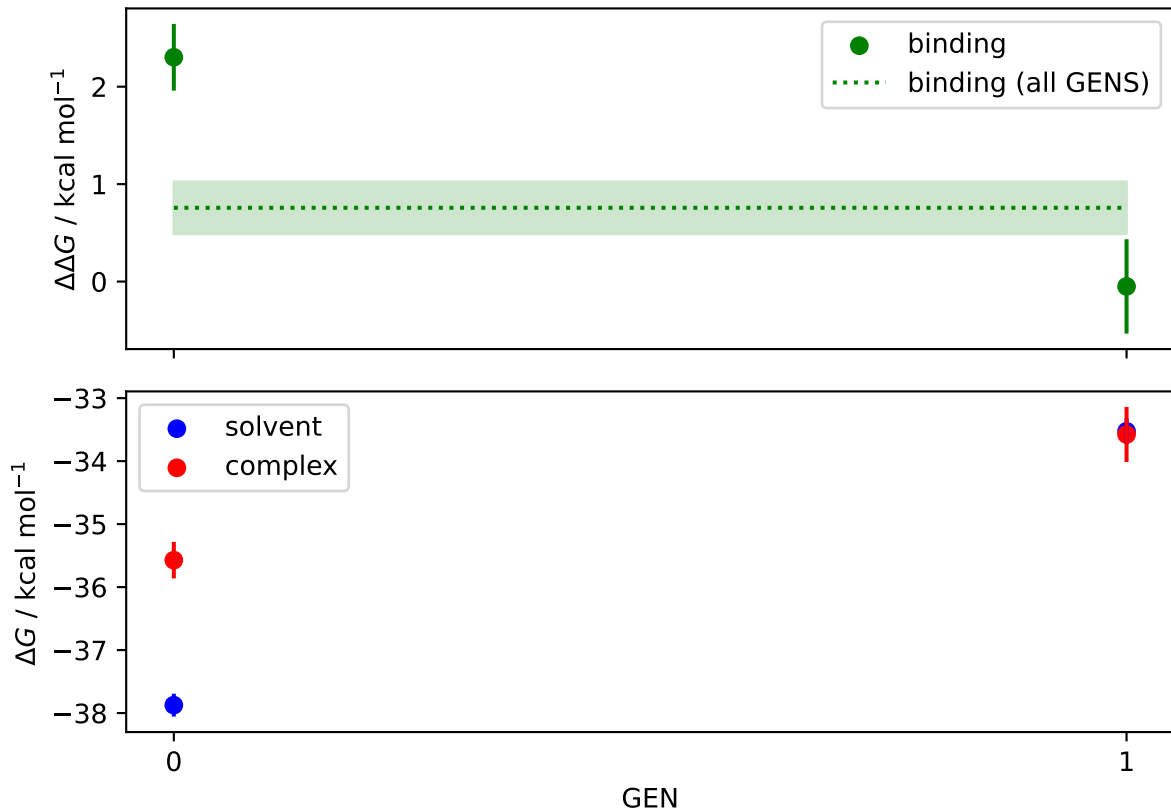 binding
binding (all GENS)
2
1
0
ΔΔG / kcal mol⁻¹
solvent
complex
−33
−34
−35
−36
−37
−38
ΔG / kcal mol⁻¹
0
1
GEN